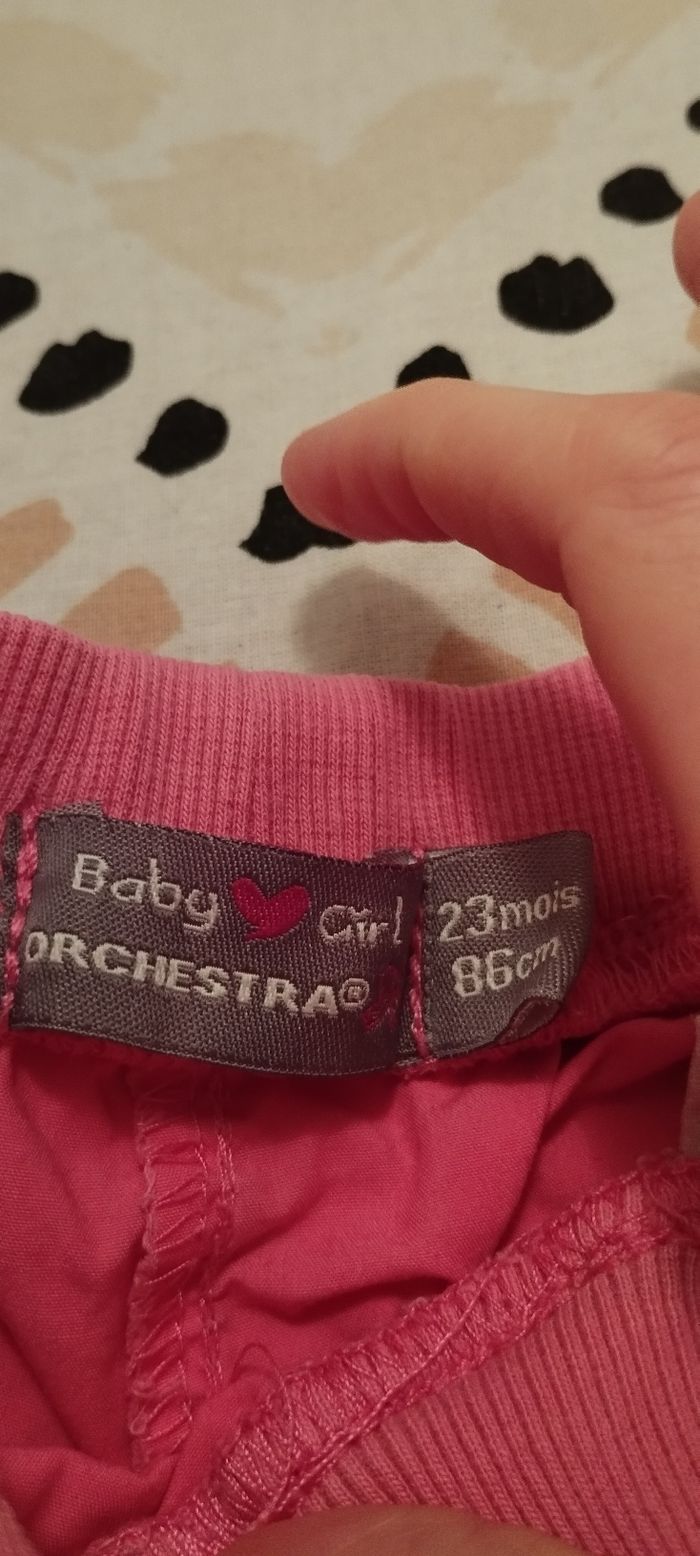 Baby Girl
ORCHESTRA®
23mois
86cm